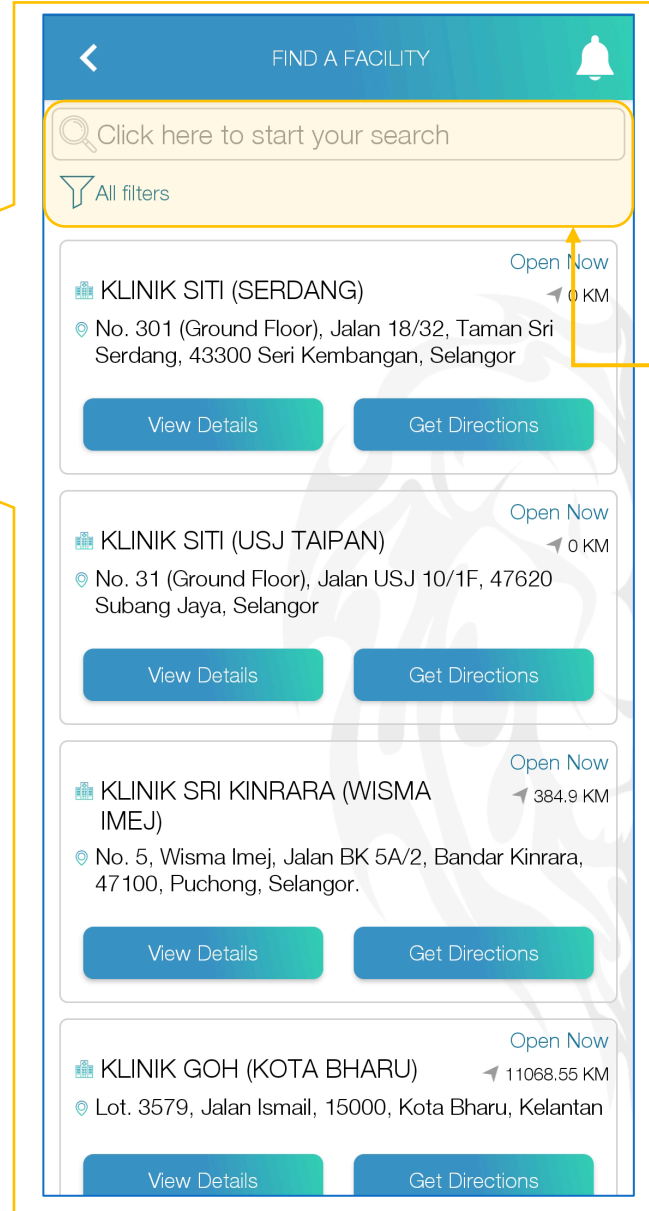 FIND A FACILITY
Click here to start your search
All filters
Open Now
KLINIK SITI (SERDANG)
0 KM
No. 301 (Ground Floor), Jalan 18/32, Taman Sri
Serdang, 43300 Seri Kembangan, Selangor
View Details
Get Directions
Open Now
KLINIK SITI (USJ TAIPAN)
0 KM
No. 31 (Ground Floor), Jalan USJ 10/1F, 47620
Subang Jaya, Selangor
View Details
Get Directions
Open Now
KLINIK SRI KINRARA (WISMA
IMEJ)
384.9 KM
No. 5, Wisma Imej, Jalan BK 5A/2, Bandar Kinrara,
47100, Puchong, Selangor.
View Details
Get Directions
Open Now
KLINIK GOH (KOTA BHARU)
11068.55 KM
Lot. 3579, Jalan Ismail, 15000, Kota Bharu, Kelantan
View Details
Get Directions